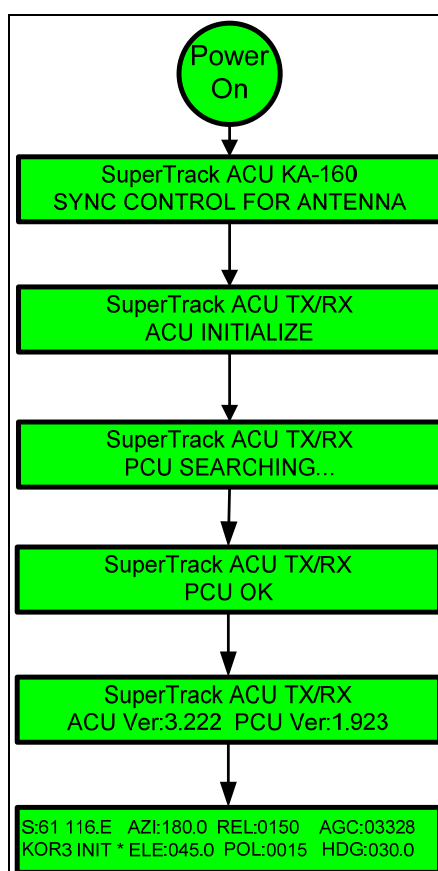 Power
On
SuperTrack ACU KA-160
SYNC CONTROL FOR ANTENNA
SuperTrack ACU TX/RX
ACU INITIALIZE
SuperTrack ACU TX/RX
PCU SEARCHING...
SuperTrack ACU TX/RX
PCU OK
SuperTrack ACU TX/RX
ACU Ver:3.222 PCU Ver:1.923
S:61 116.E AZI:180.0 REL:0150 AGC:03328
KOR3 INIT * ELE:045.0 POL:0015 HDG:030.0